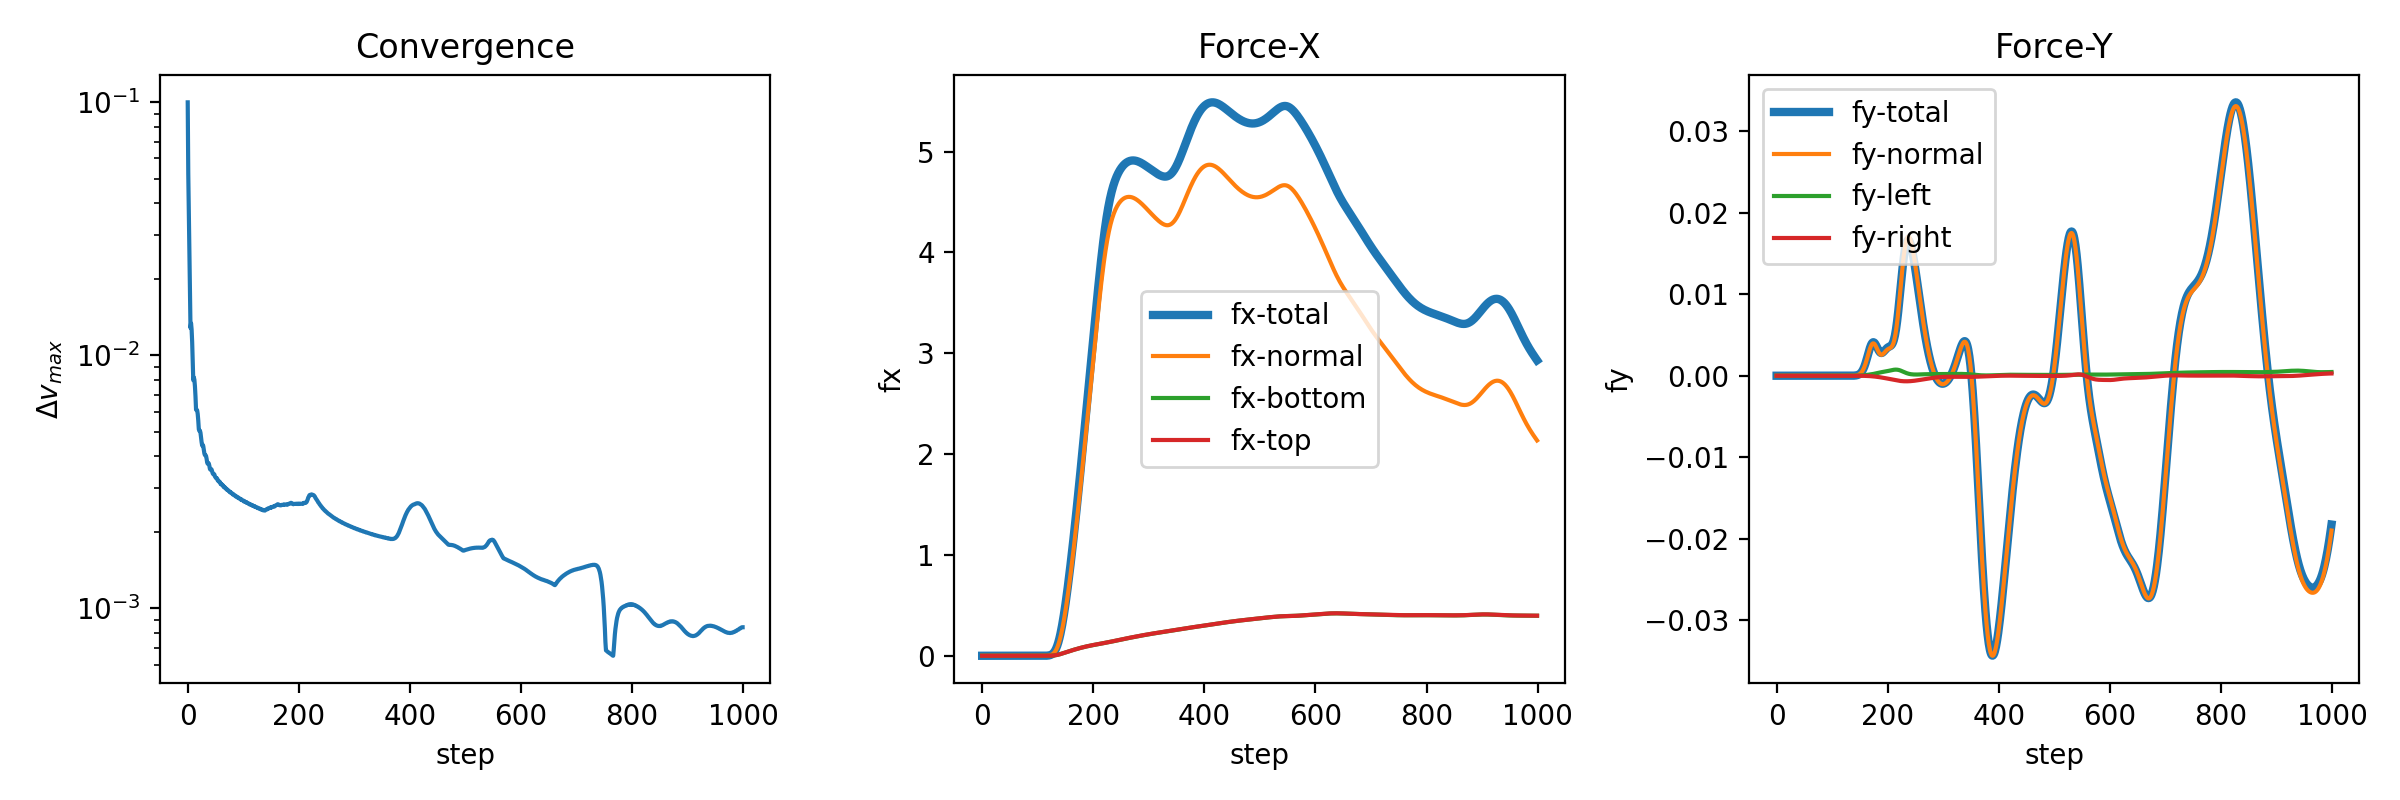 Convergence
10⁻¹
10⁻²
10⁻³
Δv_max
0 200 400 600 800 1000
step
Force-X
5
4
3
2
1
0
fx
fx-total
fx-normal
fx-bottom
fx-top
0 200 400 600 800 1000
step
Force-Y
0.03
0.02
0.01
0.00
−0.01
−0.02
−0.03
fy
fy-total
fy-normal
fy-left
fy-right
0 200 400 600 800 1000
step